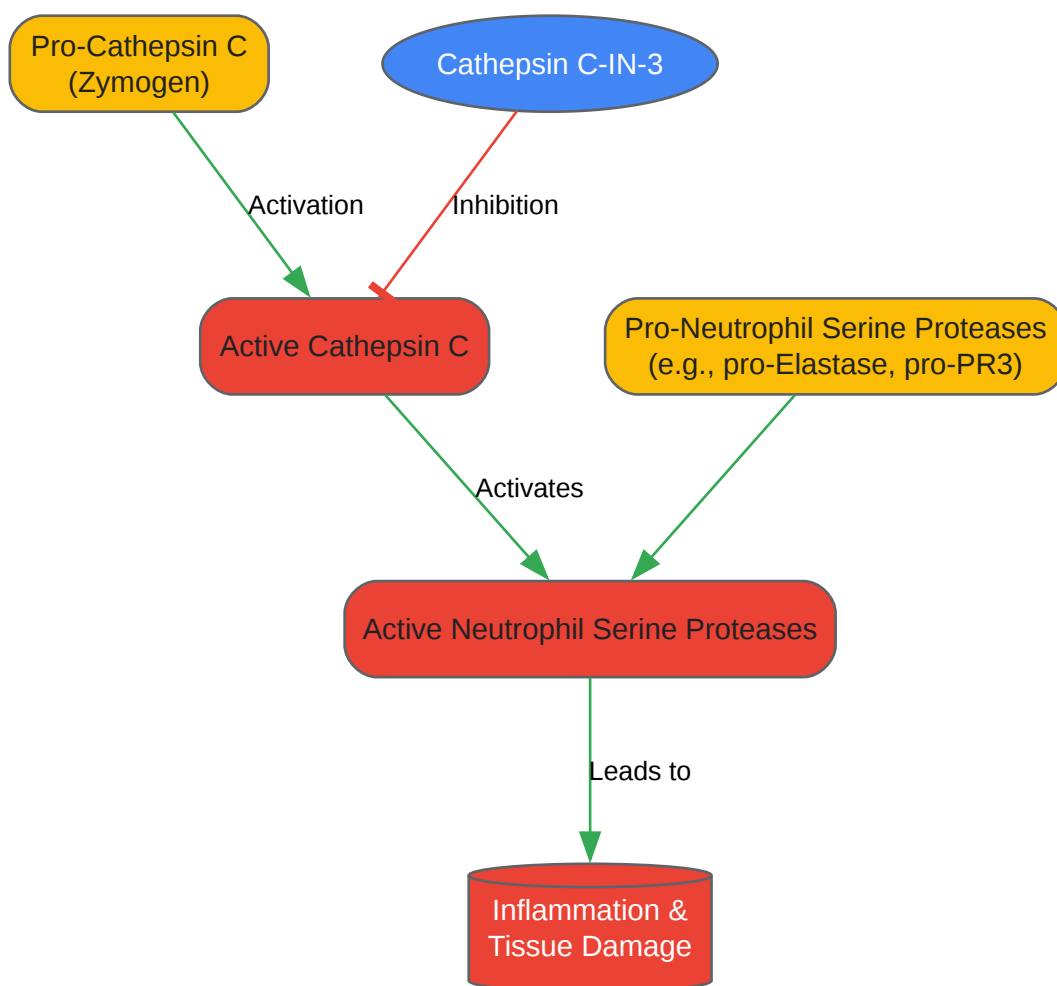 Pro-Cathepsin C
(Zymogen)
Cathepsin C-IN-3
Activation
Inhibition
Active Cathepsin C
Pro-Neutrophil Serine Proteases
(e.g., pro-Elastase, pro-PR3)
Activates
Active Neutrophil Serine Proteases
Leads to
Inflammation &
Tissue Damage